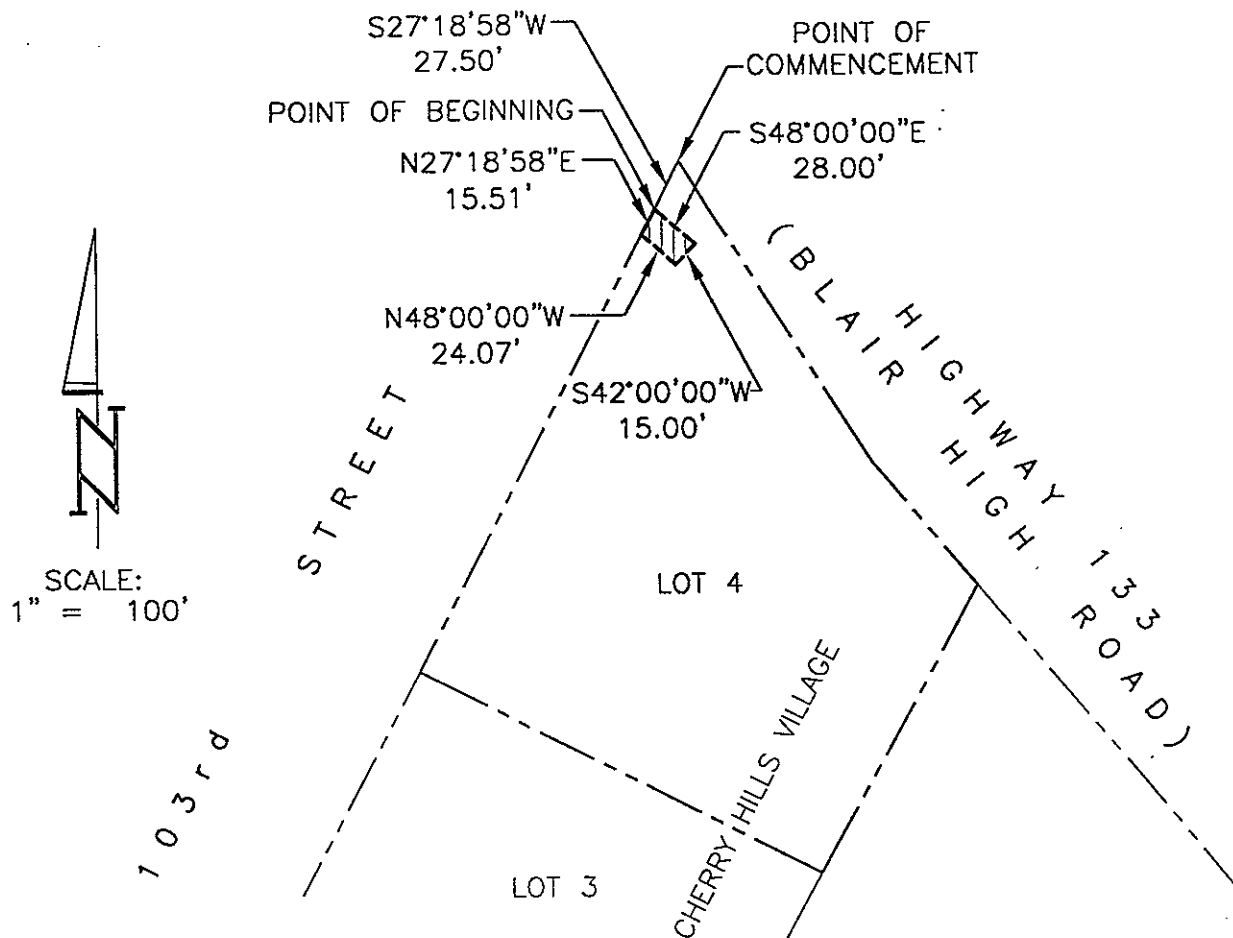 S27°18'58"W
27.50'
POINT OF
COMMENCEMENT
POINT OF BEGINNING
S48°00'00"E
28.00'
N27°18'58"E
15.51'
N48°00'00"W
24.07'
S42°00'00"W
15.00'
(BLAIR HIGH ROAD)
HIGHWAY 133
103rd STREET
N
SCALE:
1" = 100'
LOT 4
CHERRY HILLS VILLAGE
LOT 3